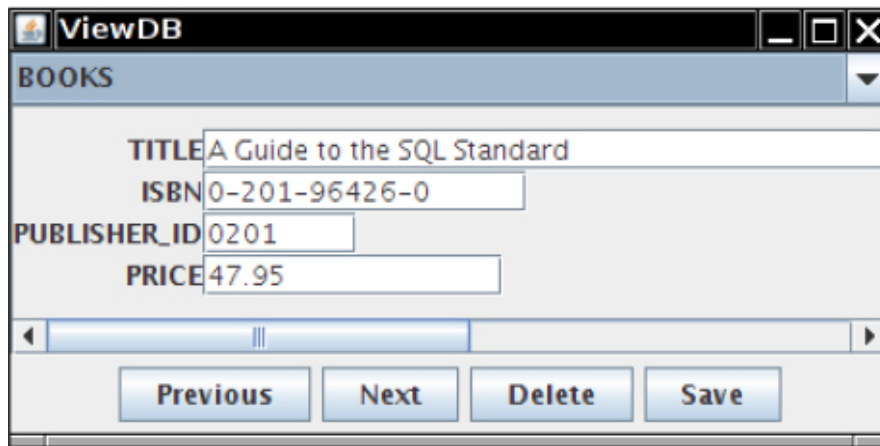 ViewDB
BOOKS
TITLE A Guide to the SQL Standard
ISBN 0-201-96426-0
PUBLISHER_ID 0201
PRICE 47.95
Previous Next Delete Save